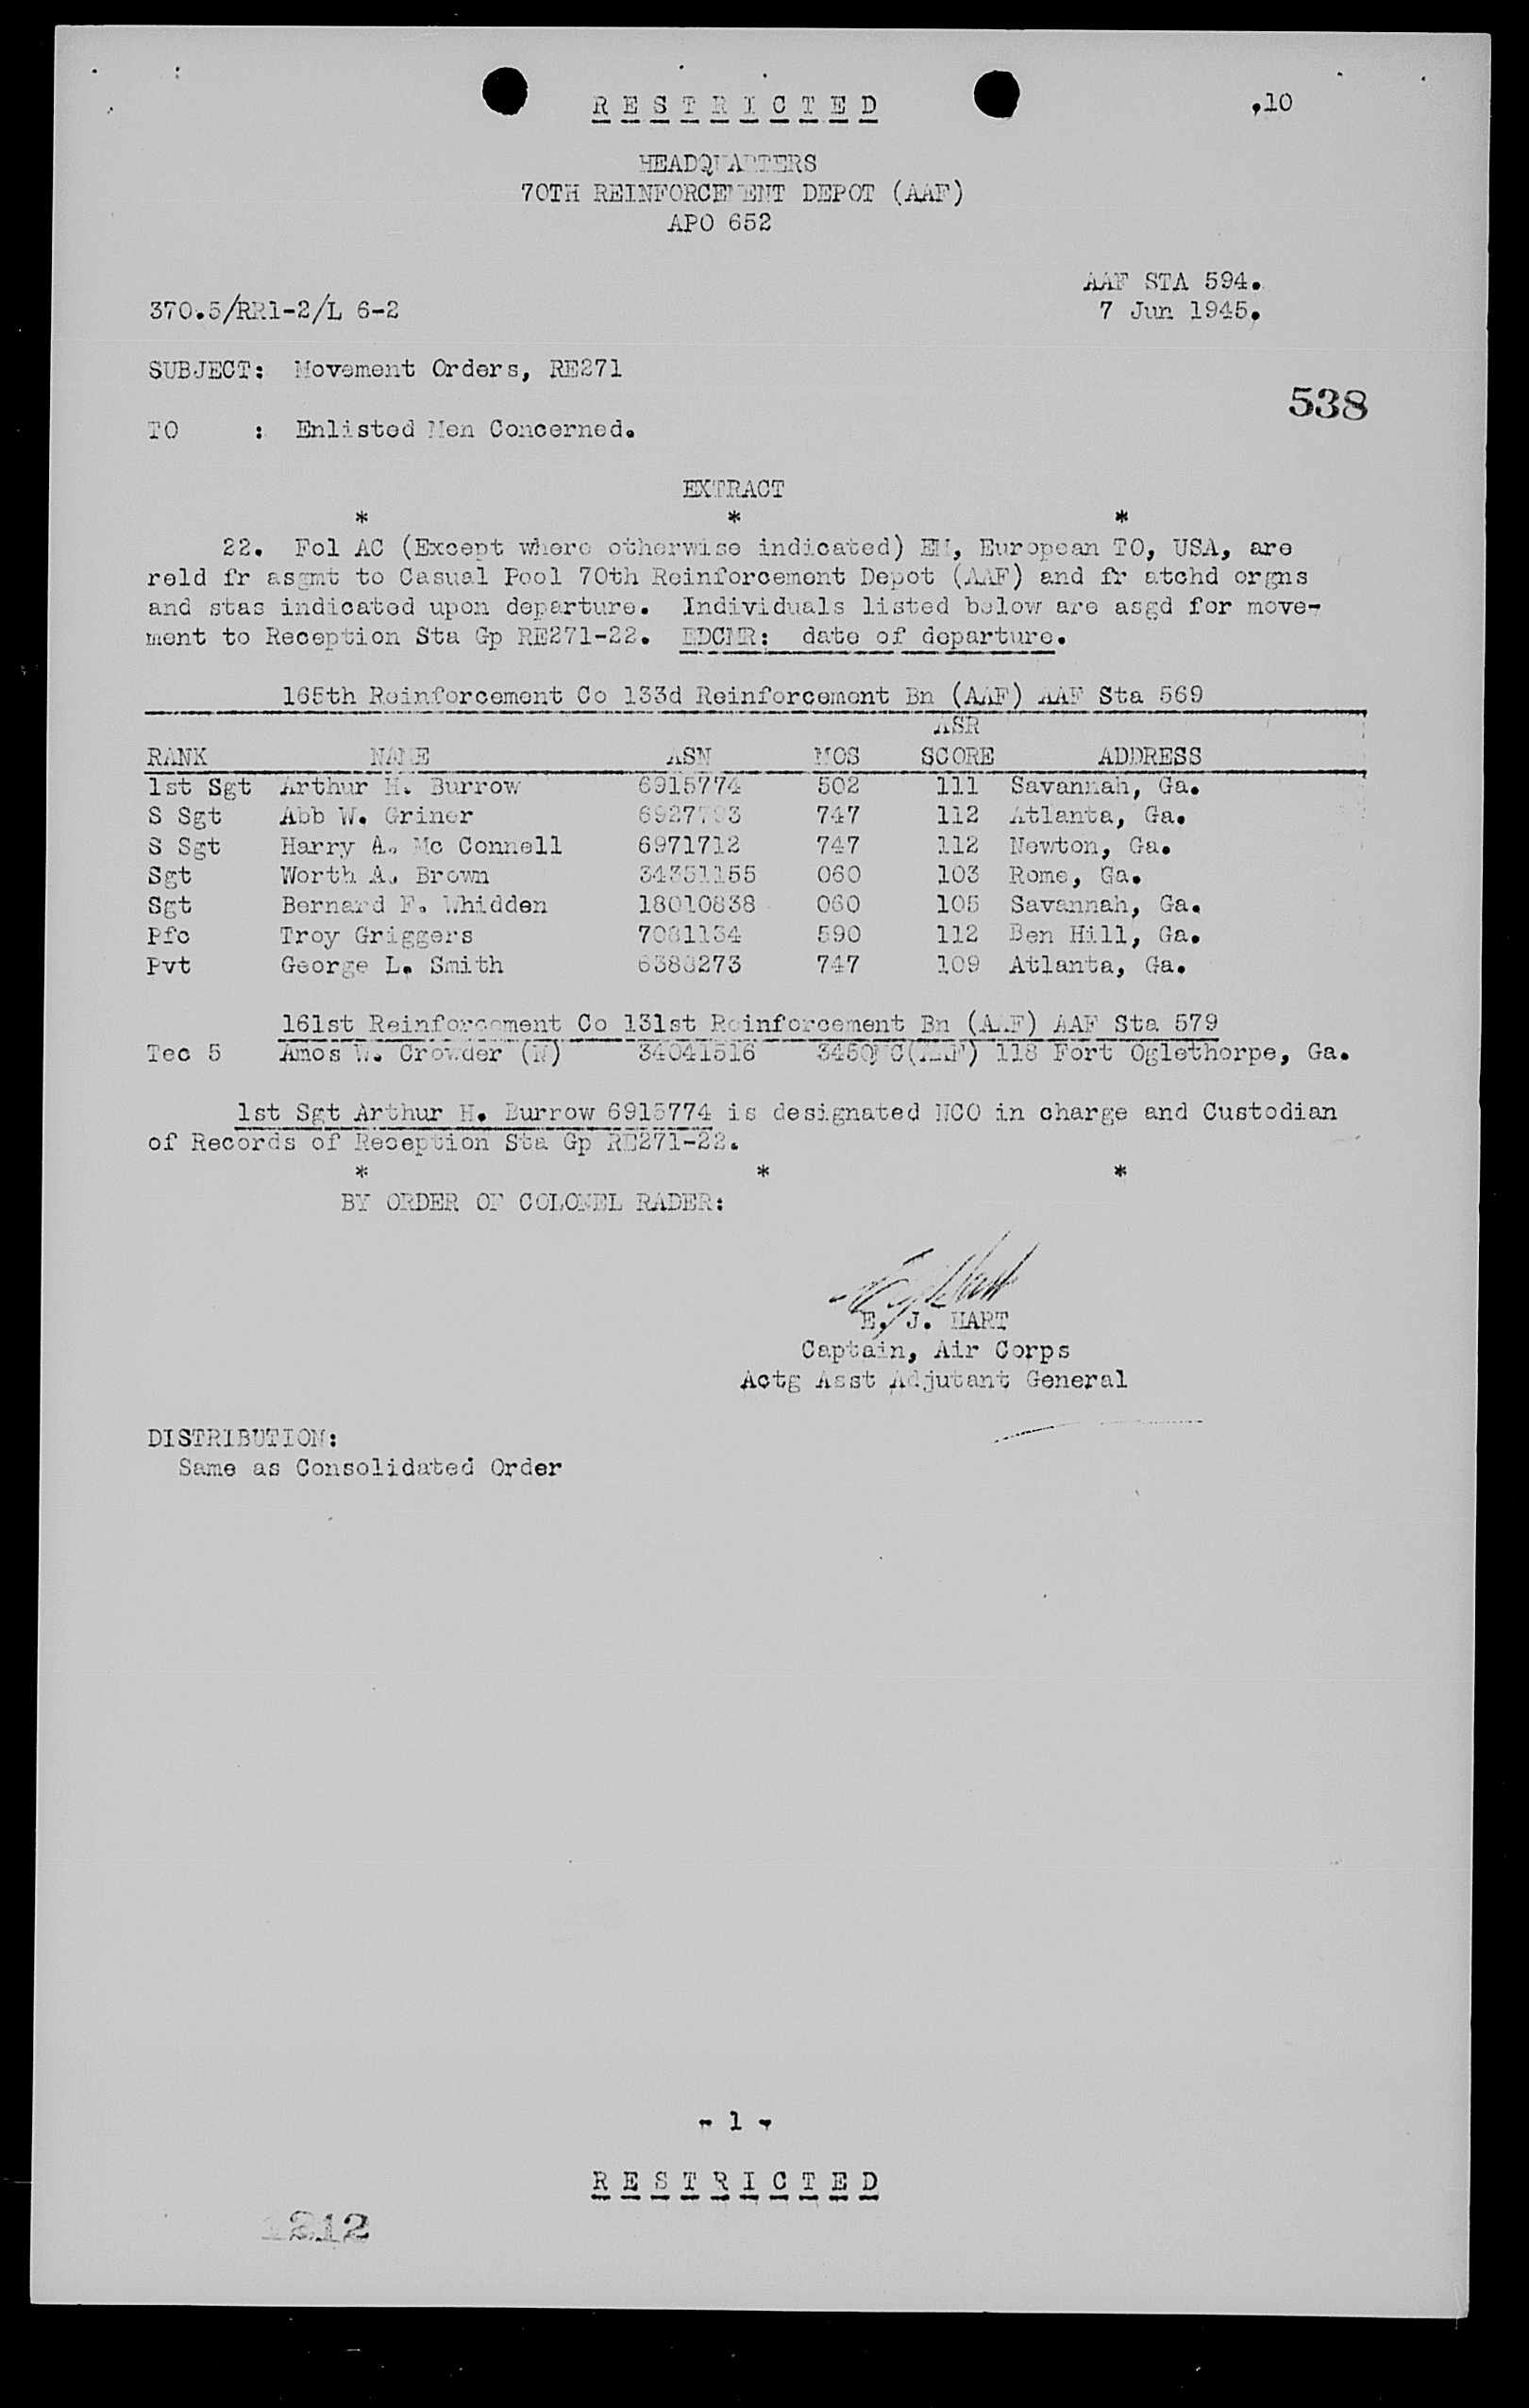 R E S T R I C T E D
,10
HEADQUARTERS
70TH REINFORCEMENT DEPOT (AAF)
APO 652
AAF STA 594.
370.5/RR1-2/L 6-2
7 Jun 1945.
SUBJECT: Movement Orders, RE271
538
TO : Enlisted Men Concerned.
EXTRACT
* * *
22. Fol AC (Except where otherwise indicated) EM, European TO, USA, are
reld fr asgmt to Casual Pool 70th Reinforcement Depot (AAF) and fr atchd orgns
and stas indicated upon departure. Individuals listed below are asgd for move-
ment to Reception Sta Gp RE271-22. EDCMR: date of departure.
165th Reinforcement Co 133d Reinforcement Bn (AAF) AAF Sta 569
ASR
RANK NAME ASN MOS SCORE ADDRESS
1st Sgt Arthur H. Burrow 6915774 502 111 Savannah, Ga.
S Sgt Abb W. Griner 747 112 Atlanta, Ga.
S Sgt Harry A. Mc Connell 6971712 747 112 Newton, Ga.
Sgt Worth A. Brown 34351155 060 103 Rome, Ga.
Sgt Bernard F. Whidden 18010838 060 105 Savannah, Ga.
Pfc Troy Griggers 7081134 590 112 Ben Hill, Ga.
Pvt George L. Smith 6388273 747 109 Atlanta, Ga.
161st Reinforcement Co 131st Reinforcement Bn (AAF) AAF Sta 579
Tec 5 Amos W. Crowder (N) 34041516 345QMC(AAF) 118 Fort Oglethorpe, Ga.
1st Sgt Arthur H. Burrow 6915774 is designated NCO in charge and Custodian
of Records of Reception Sta Gp RE271-22.
* * *
BY ORDER OF COLONEL RADER:
E. J. HART
Captain, Air Corps
Actg Asst Adjutant General
DISTRIBUTION:
Same as Consolidated Order
- 1 -
R E S T R I C T E D
1212